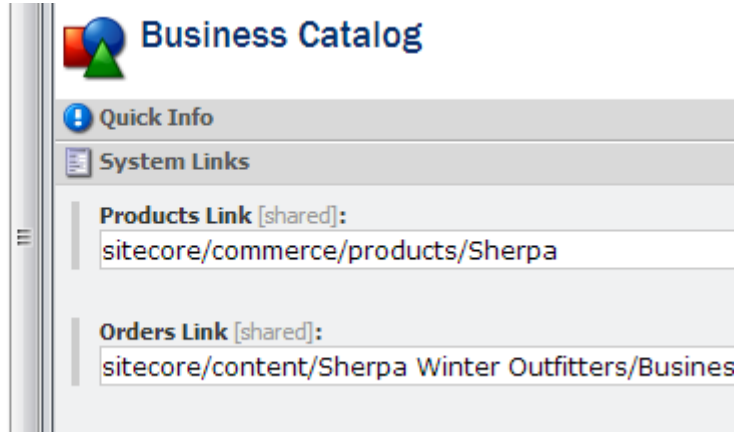 Business Catalog
Quick Info
System Links
Products Link [shared]:
sitecore/commerce/products/Sherpa
Orders Link [shared]:
sitecore/content/Sherpa Winter Outfitters/Busines